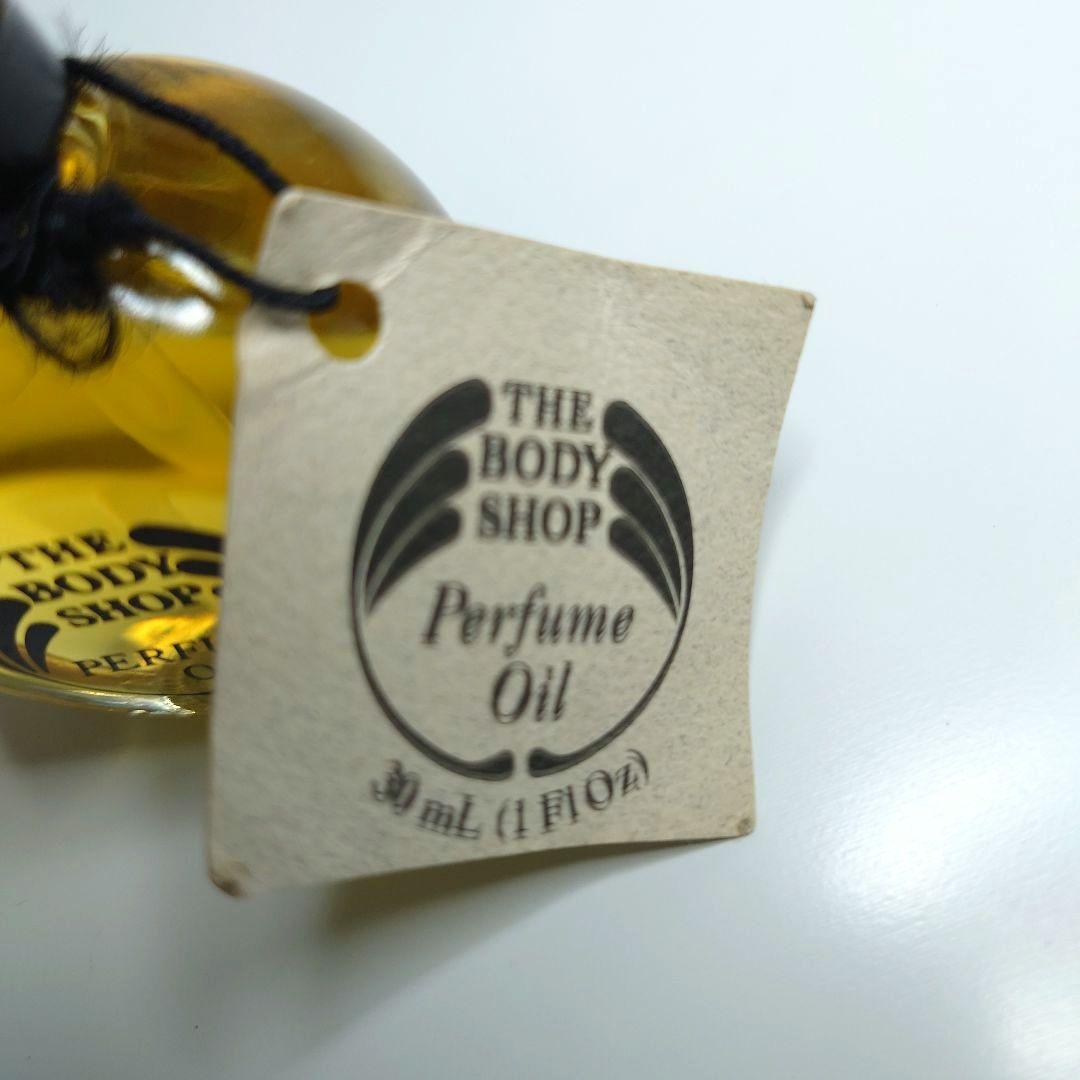 THE
BODY
SHOP
Perfume
Oil
30 mL (1 Fl Oz)
THE
BODY
SHOP